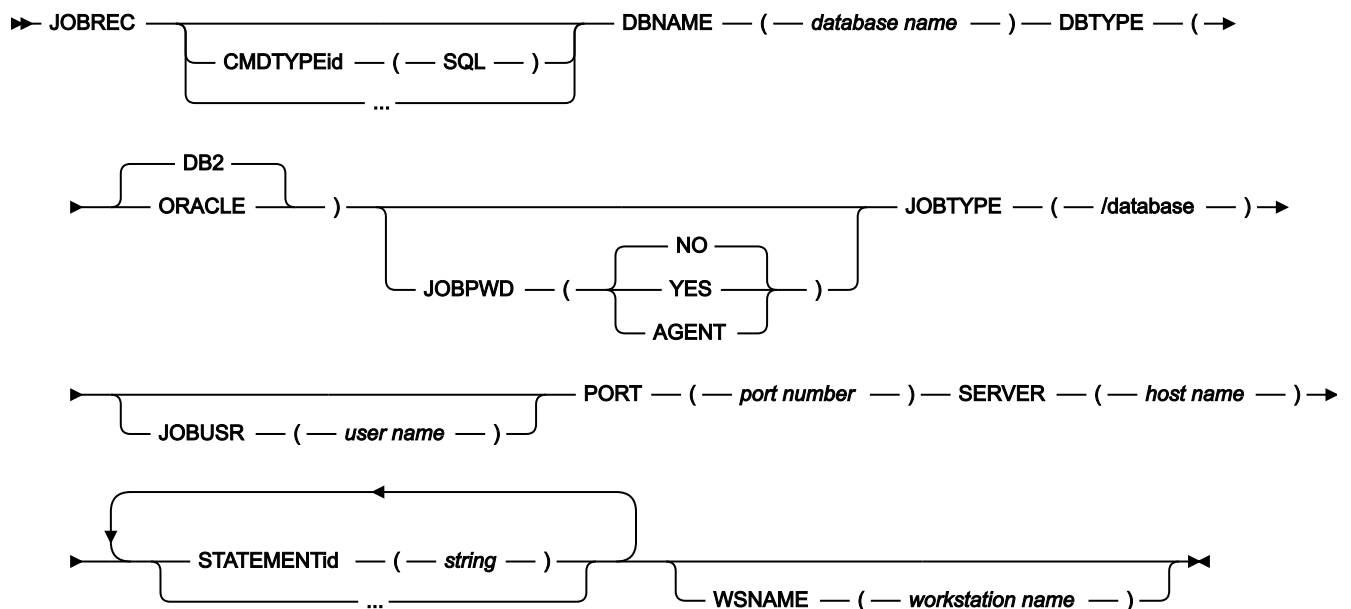 JOBREC DBNAME ( database name ) DBTYPE (
CMDTYPEid ( SQL )
...
DB2
ORACLE ) JOBTYPE ( /database )
NO
JOBPWD ( YES )
AGENT
PORT ( port number ) SERVER ( host name )
JOBUSR ( user name )
STATEMENTid ( string )
...
WSNAME ( workstation name )